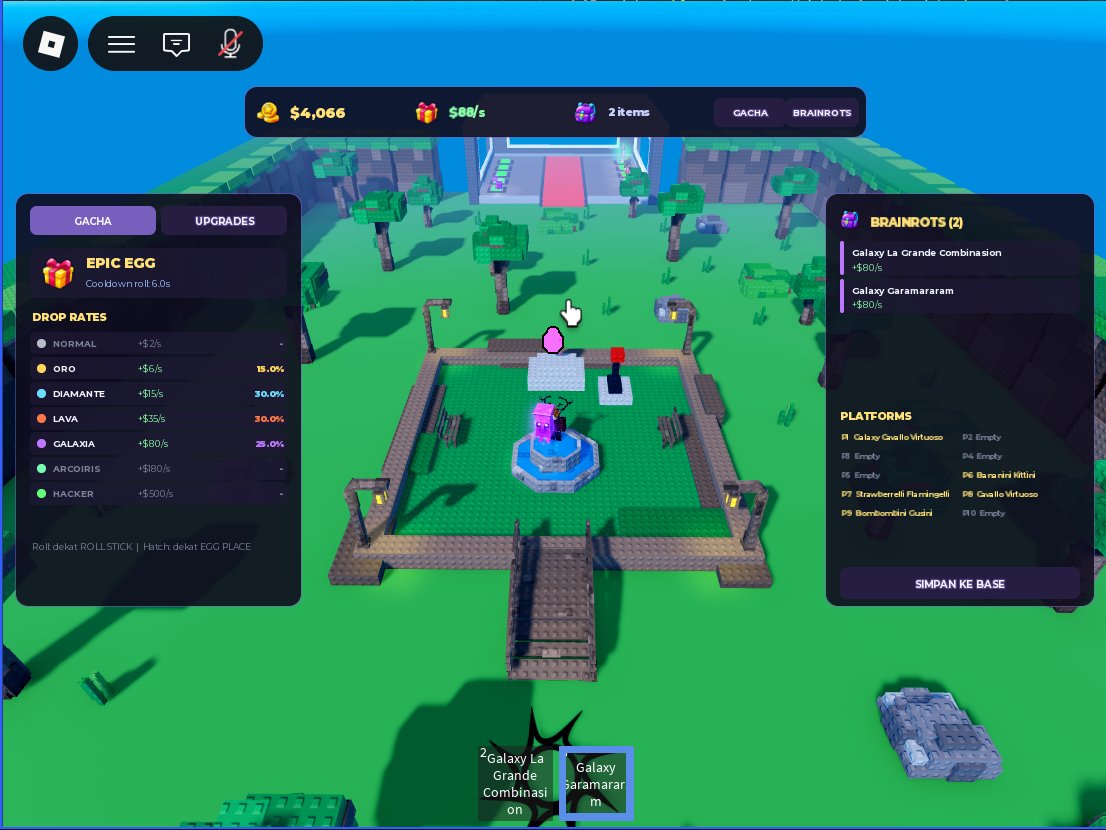 $4,066
$88/s
2 items
GACHA
BRAINROTS
GACHA
UPGRADES
EPIC EGG
Cooldown roll: 6.0s
DROP RATES
NORMAL +$2/s -
ORO +$6/s 15.0%
DIAMANTE +$15/s 30.0%
LAVA +$35/s 30.0%
GALAXIA +$80/s 25.0%
ARCOIRIS +$180/s -
HACKER +$500/s -
Roll: dekat ROLLSTICK | Hatch: dekat EGG PLACE
BRAINROTS (2)
Galaxy La Grande Combinasion
+$80/s
Galaxy Garamararam
+$80/s
PLATFORMS
P1 Galaxy Cavallo Virtuoso
P2 Empty
P3 Empty
P4 Empty
P5 Empty
P6 Bananini Kittini
P7 Strawberrelli Flamingelli
P8 Cavallo Virtuoso
P9 Bombombini Gusini
P10 Empty
SIMPAN KE BASE
2
Galaxy La
Grande
Combinasi
on
Galaxy
Garamarar
m